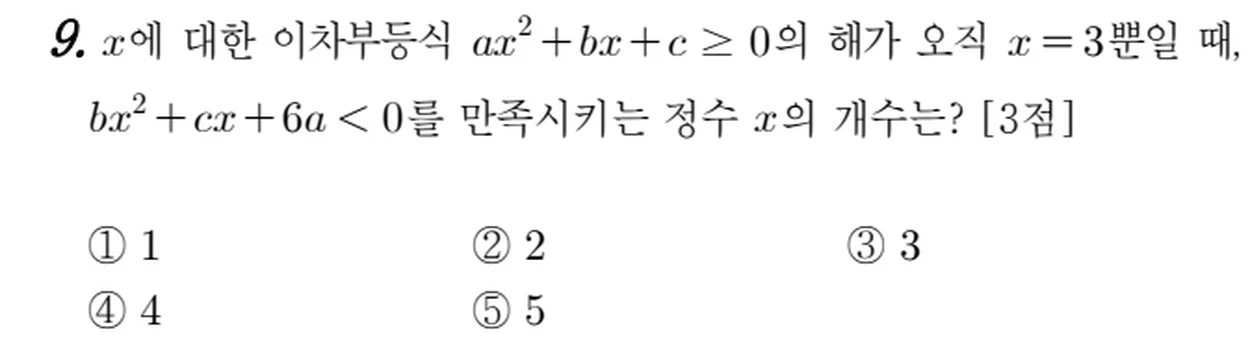 9. x에 대한 이차부등식 ax²+bx+c ≥ 0의 해가 오직 x=3뿐일 때,
bx²+cx+6a < 0를 만족시키는 정수 x의 개수는? [3점]
① 1 ② 2 ③ 3
④ 4 ⑤ 5